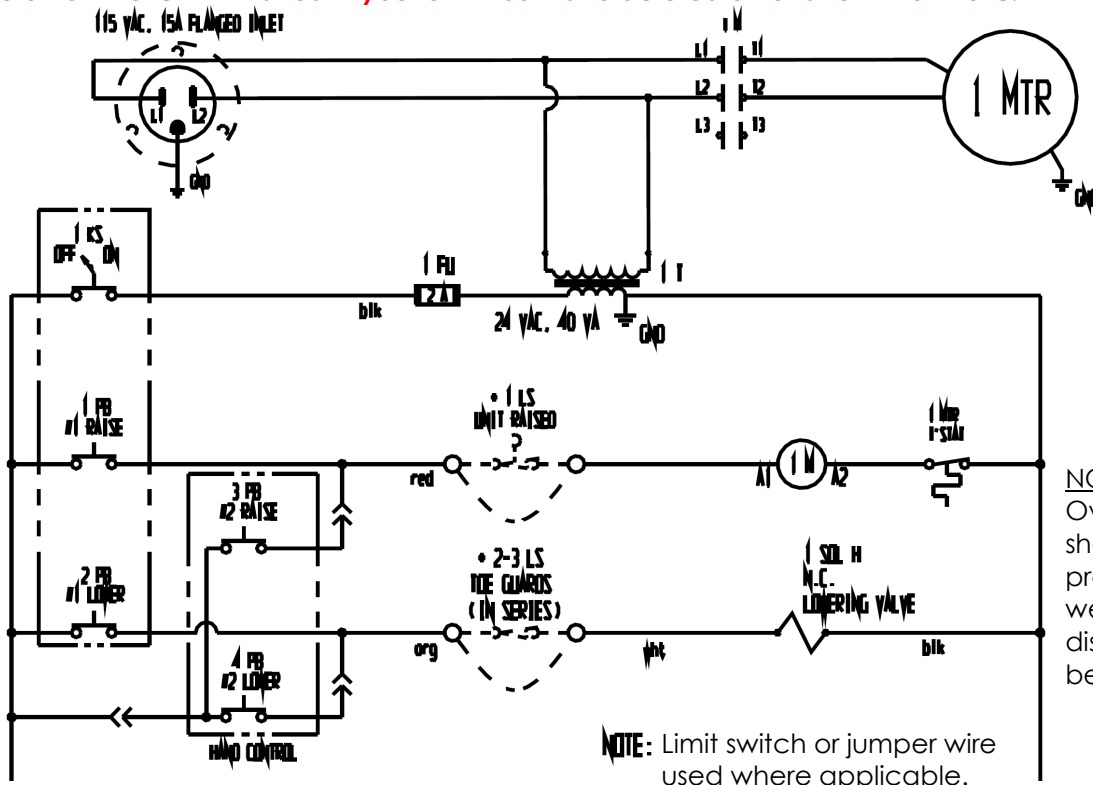 115 VAC, 15A FLANGED INLET
1 M
L1 T1
L2 T2
L3 T3
1 MTR
L1 L2
GND
GND
1 KS
OFF ON
1 FU
2 A
blk
1 T
24 VAC, 40 VA
GND
1 PB
#1 RAISE
* 1 LS
LIMIT RAISED
red
A1 1 M A2
1 MTR
T-STAT
3 PB
#2 RAISE
2 PB
#1 LOWER
* 2-3 LS
TOE GUARDS
(IN SERIES)
org
wht
1 SOL H
N.C.
LOWERING VALVE
blk
4 PB
#2 LOWER
HAND CONTROL
NOTE: Limit switch or jumper wire
used where applicable.